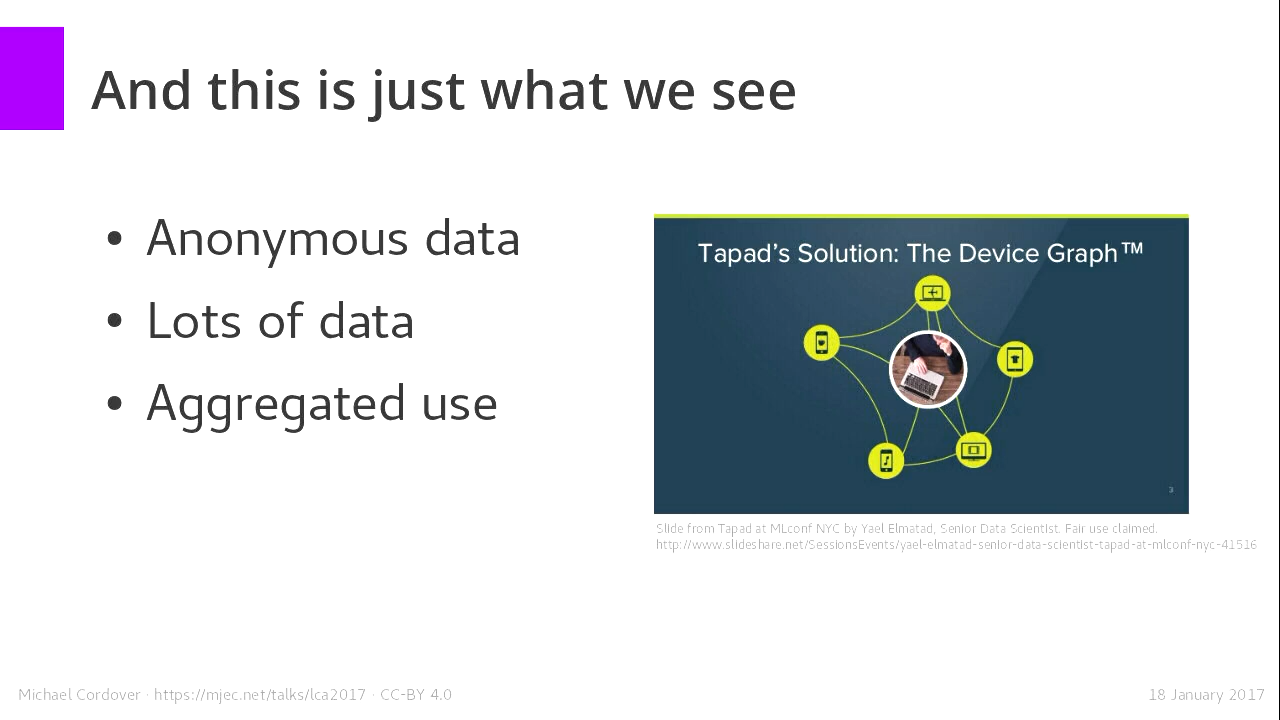 And this is just what we see
• Anonymous data
• Lots of data
• Aggregated use
Tapad's Solution: The Device Graph™
3
Slide from Tapad at MLconf NYC by Yael Elmatad, Senior Data Scientist. Fair use claimed.
http://www.slideshare.net/SessionsEvents/yael-elmatad-senior-data-scientist-tapad-at-mlconf-nyc-41516
Michael Cordover · https://mjec.net/talks/lca2017 · CC-BY 4.0
18 January 2017